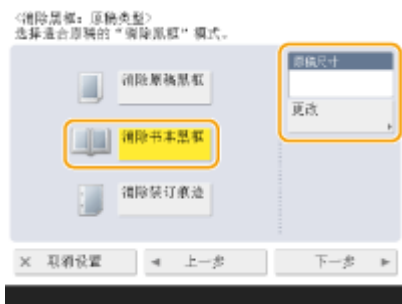 <消除黑框：原稿类型>
选择适合原稿的“消除黑框”模式。
消除原稿黑框
消除书本黑框
消除装订痕迹
原稿尺寸
更改
× 取消设置
◄ 上一步
下一步 ►